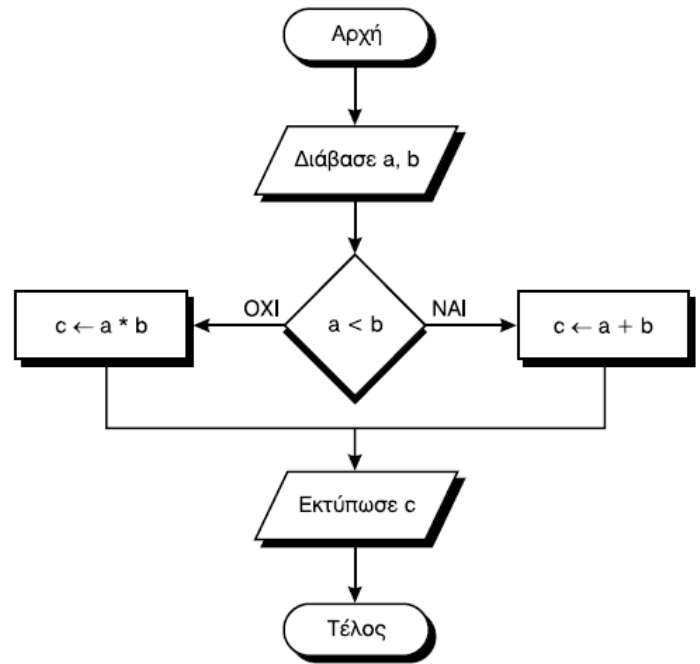 Αρχή
Διάβασε a, b
a < b
ΟΧΙ
ΝΑΙ
c ← a * b
c ← a + b
Εκτύπωσε c
Τέλος